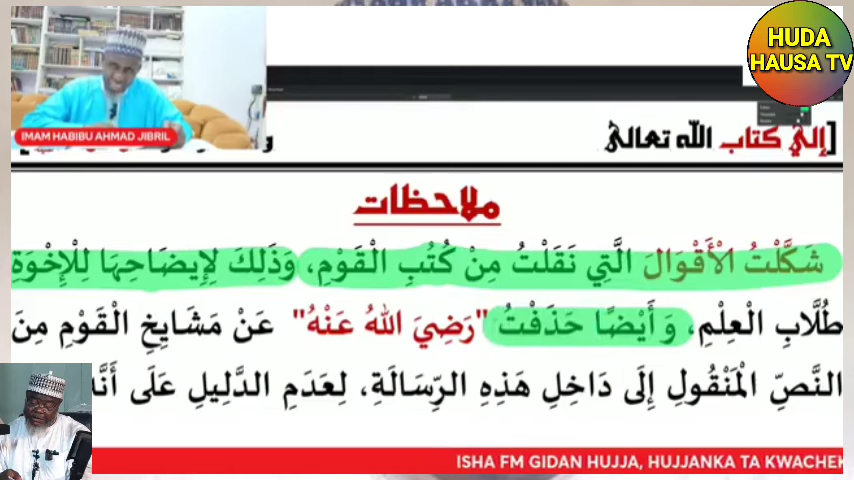 HUDA
HAUSA TV
IMAM HABIBU AHMAD JIBRIL
[إلى كتاب الله تعالى
ملاحظات
شَكَّلْتُ الْأَقْوَالَ الَّتِي نَقَلْتُ مِنْ كُتُبِ الْقَوْمِ، وَذَلِكَ لِإِيضَاحِهَا لِلْإِخْوَةِ
طُلَّابِ الْعِلْمِ، وَأَيْضًا حَذَفْتُ "رَضِيَ اللهُ عَنْهُ" عَنْ مَشَايِخِ الْقَوْمِ مِنَ
النَّصِّ الْمَنْقُولِ إِلَى دَاخِلِ هَذِهِ الرِّسَالَةِ، لِعَدَمِ الدَّلِيلِ عَلَى أَنَّهُ
ISHA FM GIDAN HUJJA, HUJJANKA TA KWACHE